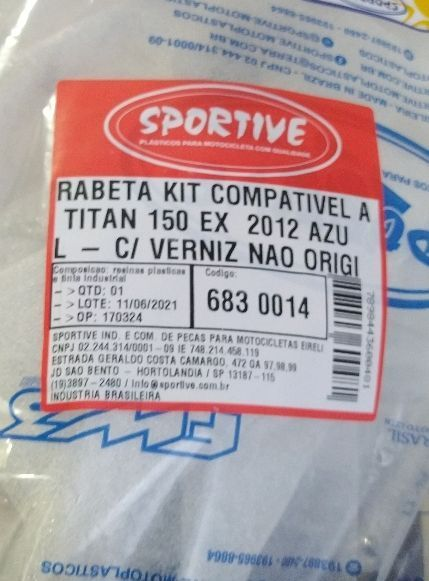 SPORTIVE
PLÁSTICOS PARA MOTOCICLETA COM QUALIDADE
RABETA KIT COMPATIVEL A
TITAN 150 EX 2012 AZU
L - C/ VERNIZ NAO ORIGI
Composicao: resinas plasticas
e tinta industrial
- > QTD: 01
- > LOTE: 11/06/2021
- > OP: 170324
Codigo:
683 0014
SPORTIVE IND. E COM. DE PECAS PARA MOTOCICLETAS EIRELI
CNPJ 02.244.314/0001-09 IE 748.214.458.119
ESTRADA GERALDO COSTA CAMARGO, 472 GA 97,98,99
JD SAO BENTO - HORTOLANDIA / SP 13187-115
(19)3897-2480 / info@sportive.com.br
INDUSTRIA BRASILEIRA
MADE IN BRAZIL